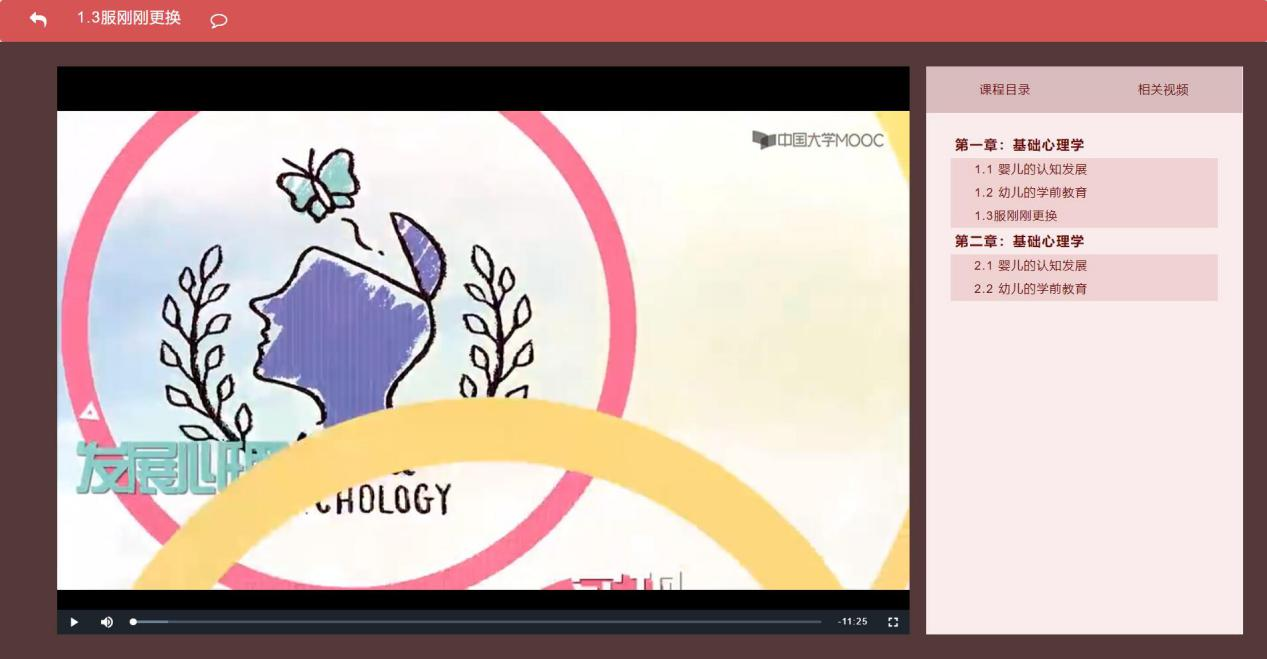 1.3服刚刚更换
课程目录
相关视频
中国大学MOOC
第一章：基础心理学
1.1 婴儿的认知发展
1.2 幼儿的学前教育
1.3服刚刚更换
第二章：基础心理学
2.1 婴儿的认知发展
2.2 幼儿的学前教育
发展心理
CHOLOGY
-11:25